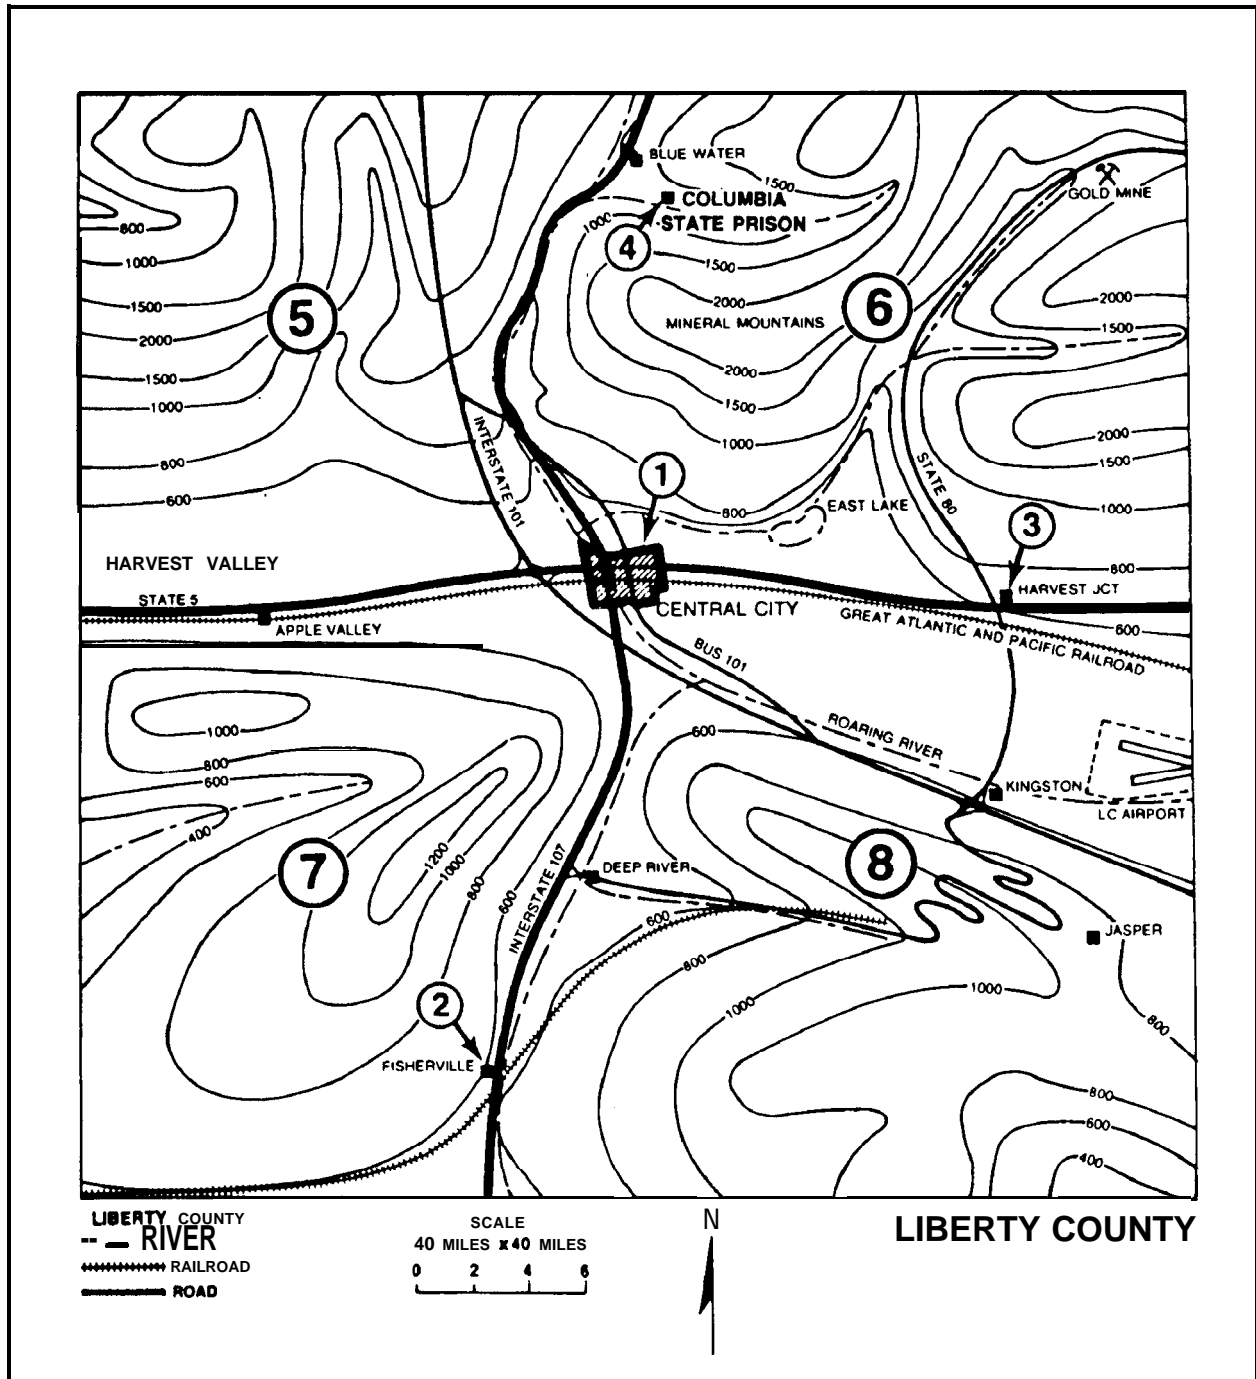 BLUE WATER
1500
COLUMBIA
STATE PRISON
GOLD MINE
600
1000
4
1000
1500
5
6
2000
2000
1500
MINERAL MOUNTAINS
1500
2000
2000
1500
1500
1000
1000
2000
INTERSTATE 101
1
STATE 80
800
1500
600
800
EAST LAKE
1000
3
HARVEST VALLEY
800
STATE 5
HARVEST JCT
CENTRAL CITY
GREAT ATLANTIC AND PACIFIC RAILROAD
600
APPLE VALLEY
BUS 101
1000
600
ROARING RIVER
800
600
KINGSTON
LC AIRPORT
400
7
1200
1000
800
600
INTERSTATE 107
DEEP RIVER
8
600
JASPER
800
1000
1000
800
2
FISHERVILLE
800
600
400
LIBERTY COUNTY
RIVER
RAILROAD
ROAD
SCALE
40 MILES x 40 MILES
0 2 4 6
N
LIBERTY COUNTY